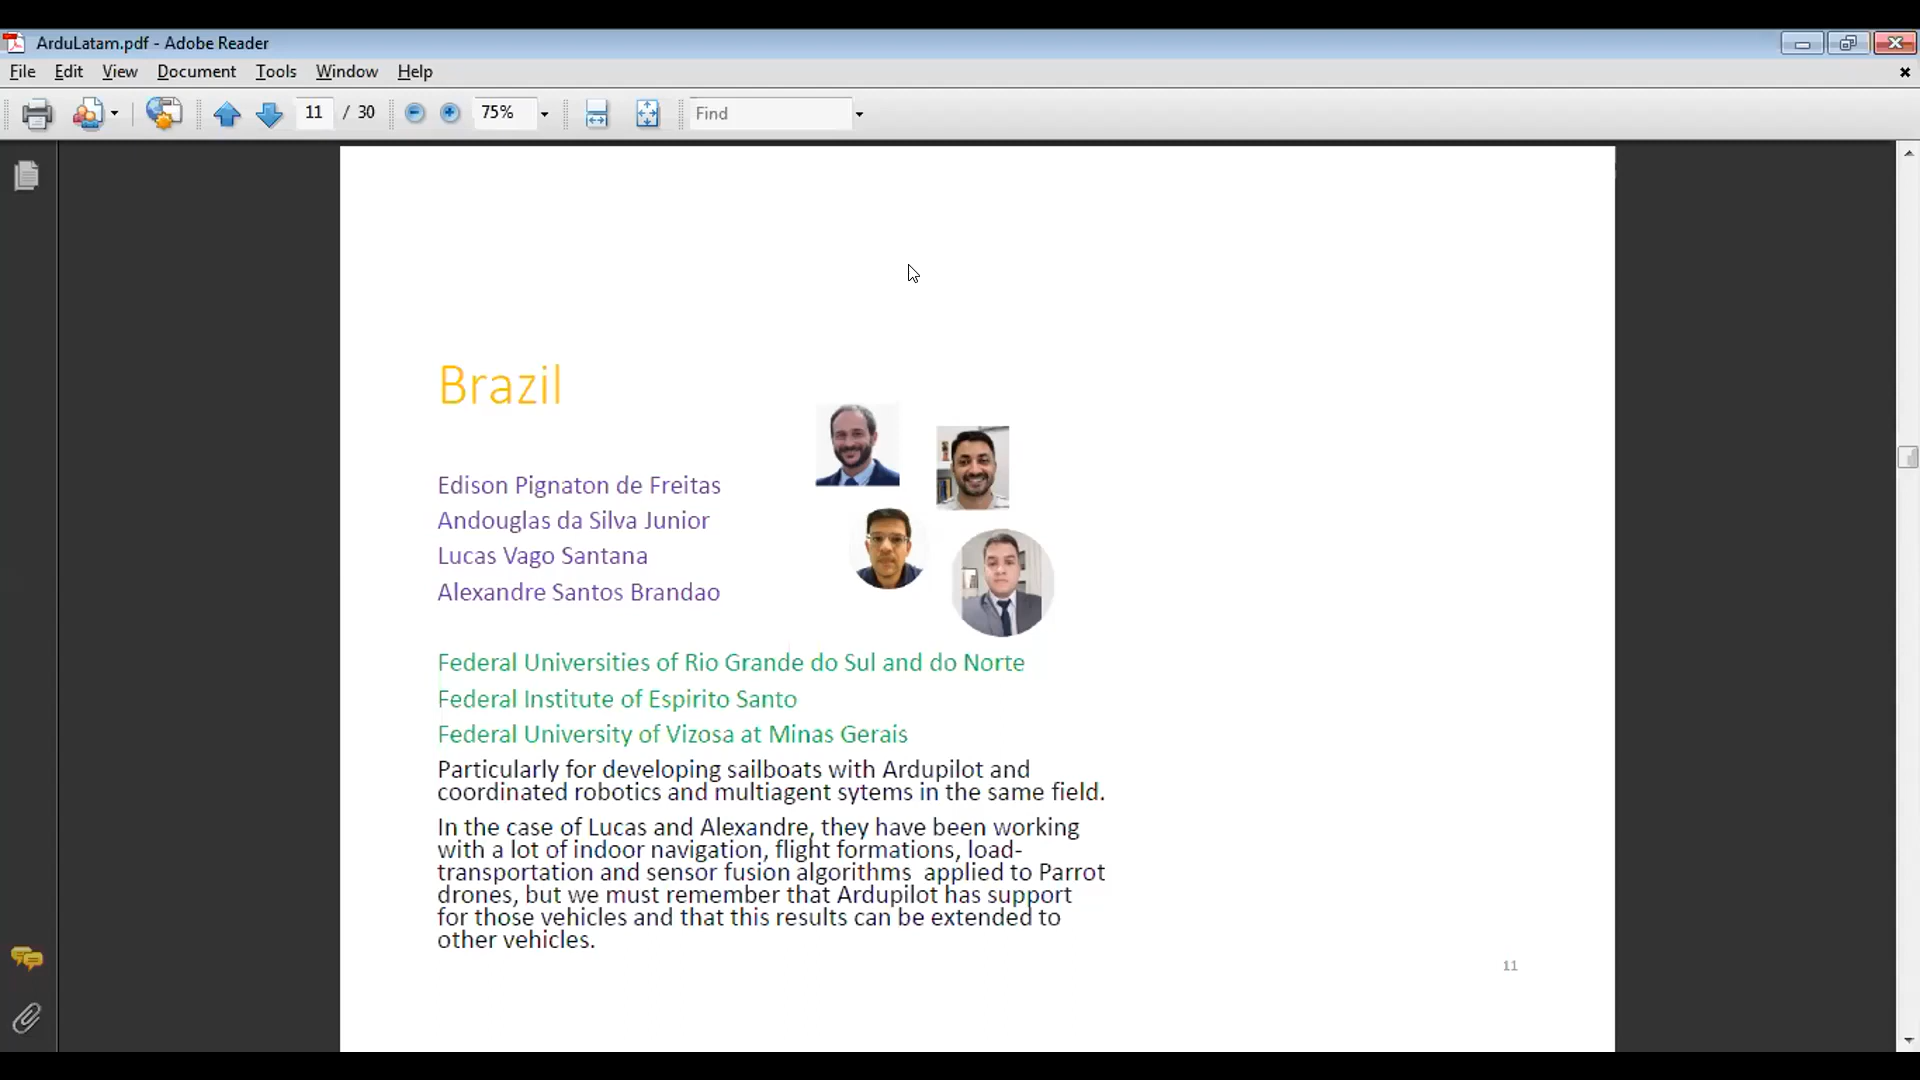 ArduLatam.pdf - Adobe Reader
File Edit View Document Tools Window Help
11 / 30 75% Find
Brazil
Edison Pignaton de Freitas
Andouglas da Silva Junior
Lucas Vago Santana
Alexandre Santos Brandao
Federal Universities of Rio Grande do Sul and do Norte
Federal Institute of Espirito Santo
Federal University of Vizosa at Minas Gerais
Particularly for developing sailboats with Ardupilot and
coordinated robotics and multiagent sytems in the same field.
In the case of Lucas and Alexandre, they have been working
with a lot of indoor navigation, flight formations, load-
transportation and sensor fusion algorithms applied to Parrot
drones, but we must remember that Ardupilot has support
for those vehicles and that this results can be extended to
other vehicles.
11